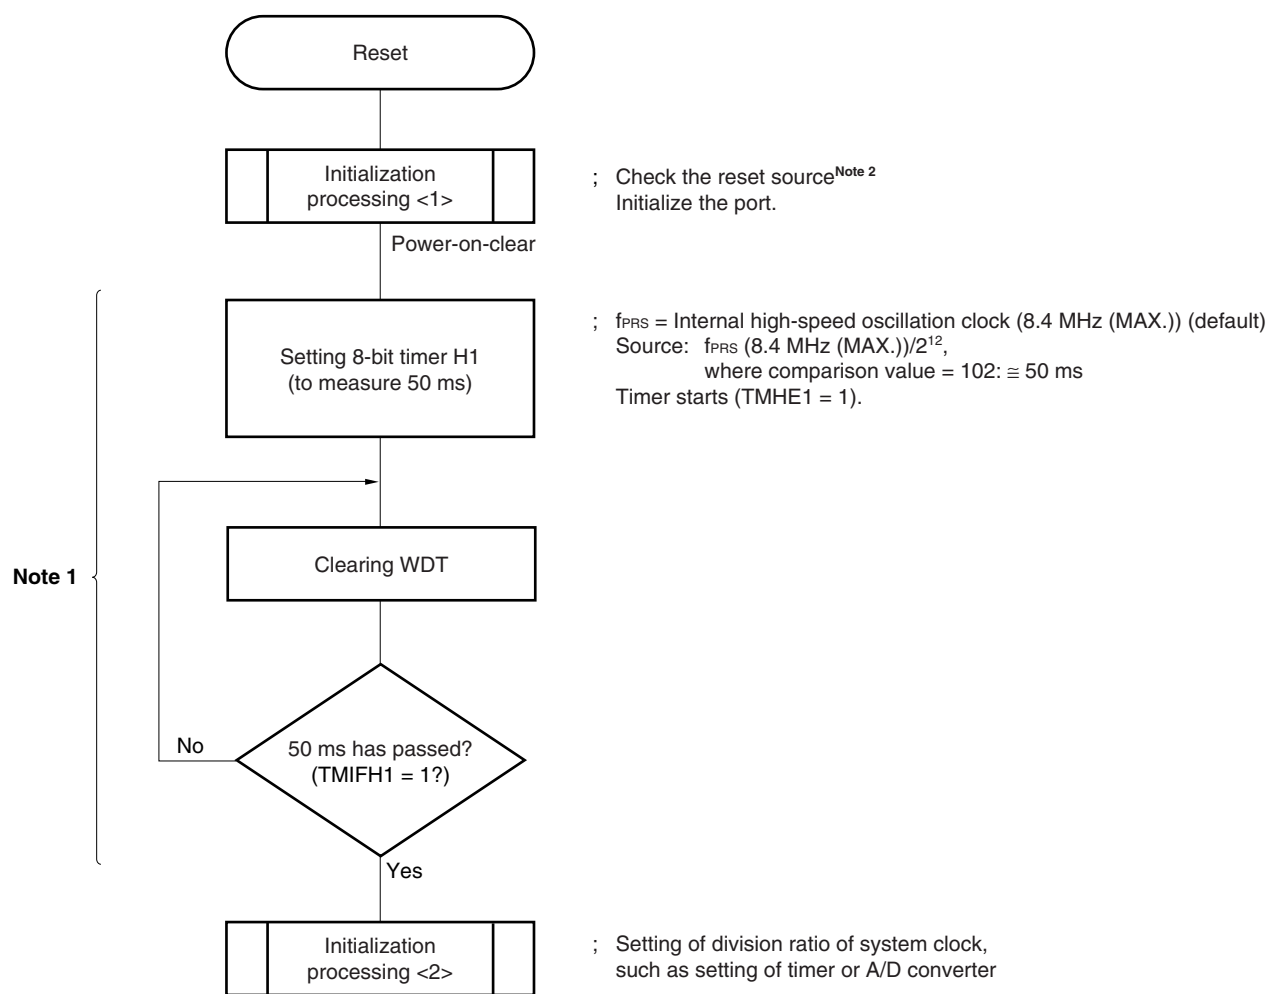 Reset
Initialization
processing <1>
; Check the reset sourceNote 2
Initialize the port.
Power-on-clear
Setting 8-bit timer H1
(to measure 50 ms)
; fPRS = Internal high-speed oscillation clock (8.4 MHz (MAX.)) (default)
Source: fPRS (8.4 MHz (MAX.))/2¹²,
where comparison value = 102: ≅ 50 ms
Timer starts (TMHE1 = 1).
Note 1
Clearing WDT
No
50 ms has passed?
(TMIFH1 = 1?)
Yes
Initialization
processing <2>
; Setting of division ratio of system clock,
such as setting of timer or A/D converter